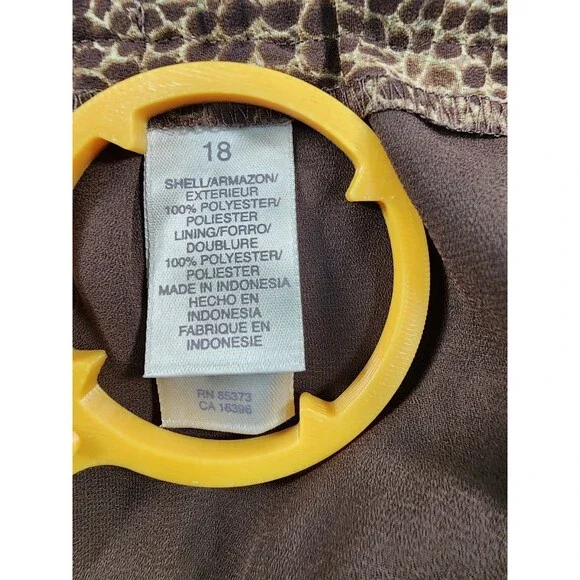 18
SHELL/ARMAZON/
EXTERIEUR
100% POLYESTER/
POLIESTER
LINING/FORRO/
DOUBLURE
100% POLYESTER/
POLIESTER
MADE IN INDONESIA
HECHO EN
INDONESIA
FABRIQUE EN
INDONESIE
RN 85373
CA 16396